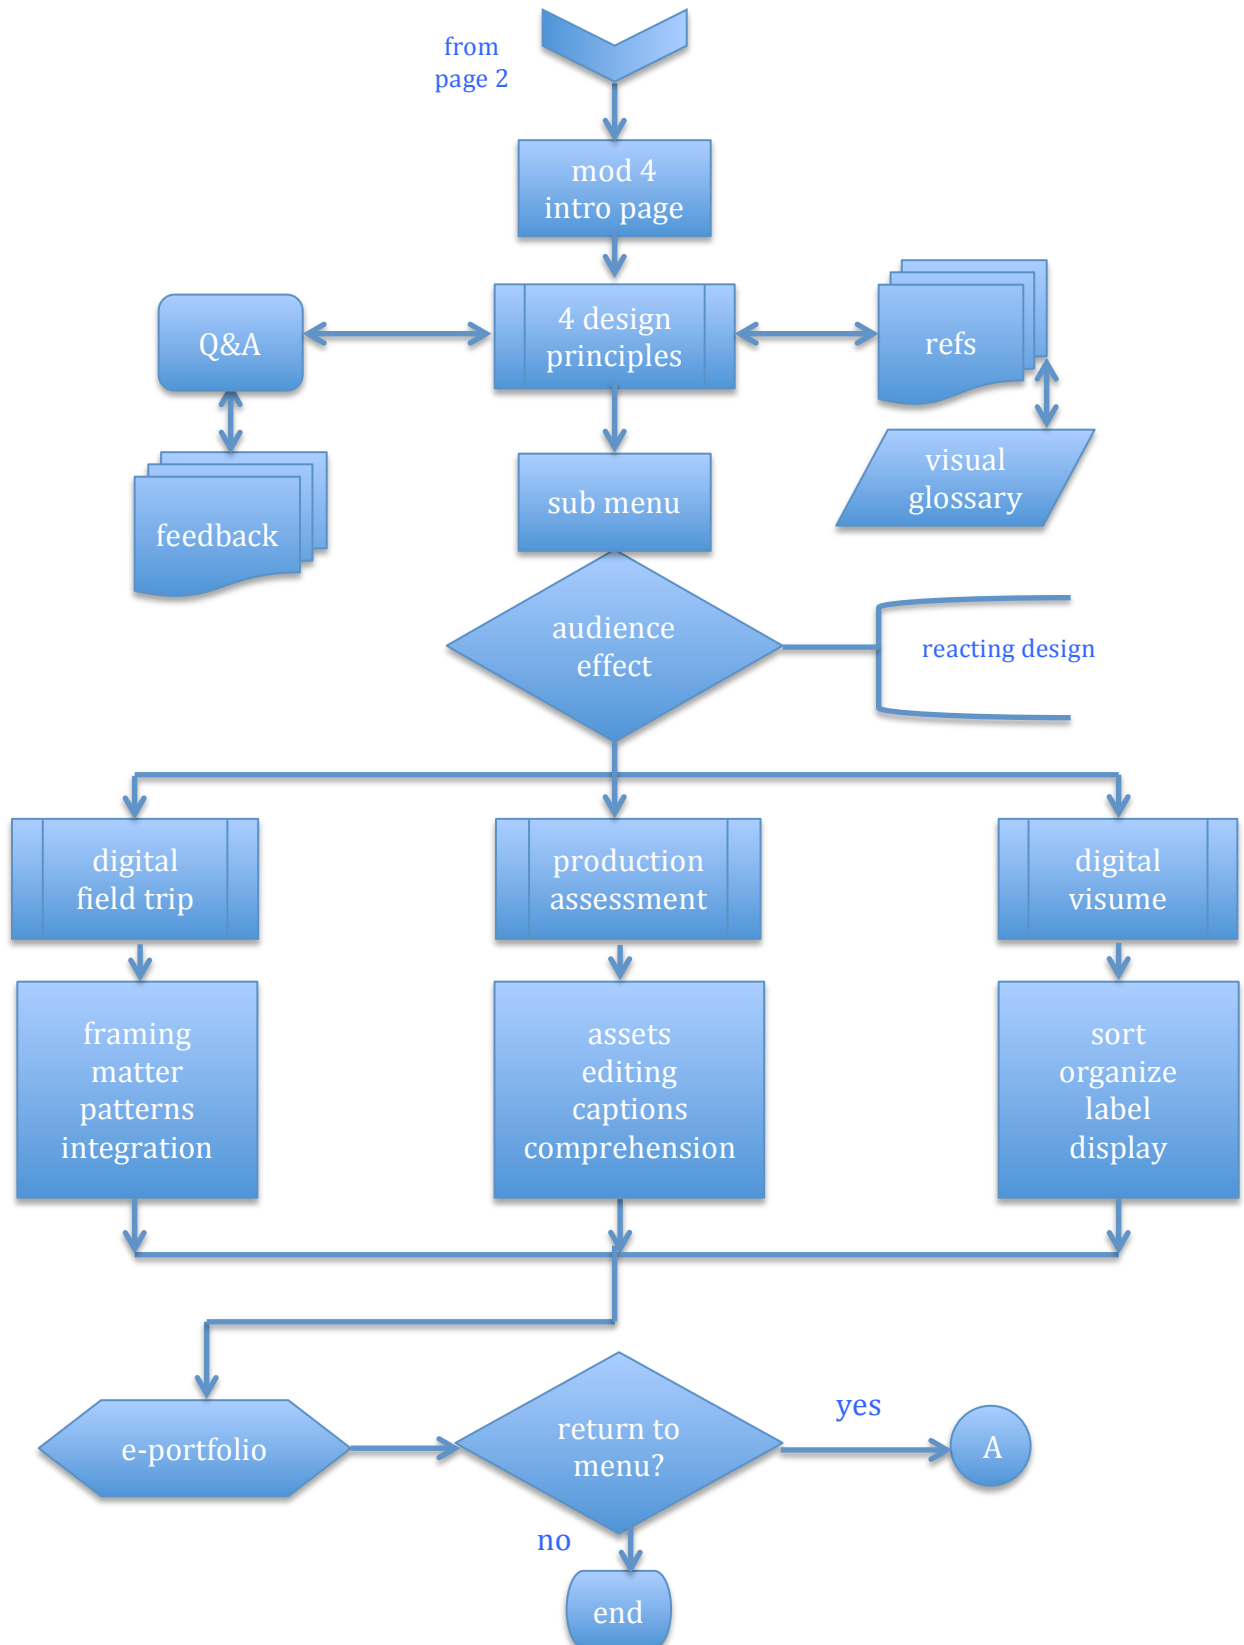 from
page 2
mod 4
intro page
Q&A
4 design
principles
refs
feedback
sub menu
visual
glossary
audience
effect
reacting design
digital
field trip
production
assessment
digital
visume
framing
matter
patterns
integration
assets
editing
captions
comprehension
sort
organize
label
display
e-portfolio
return to
menu?
yes
A
no
end